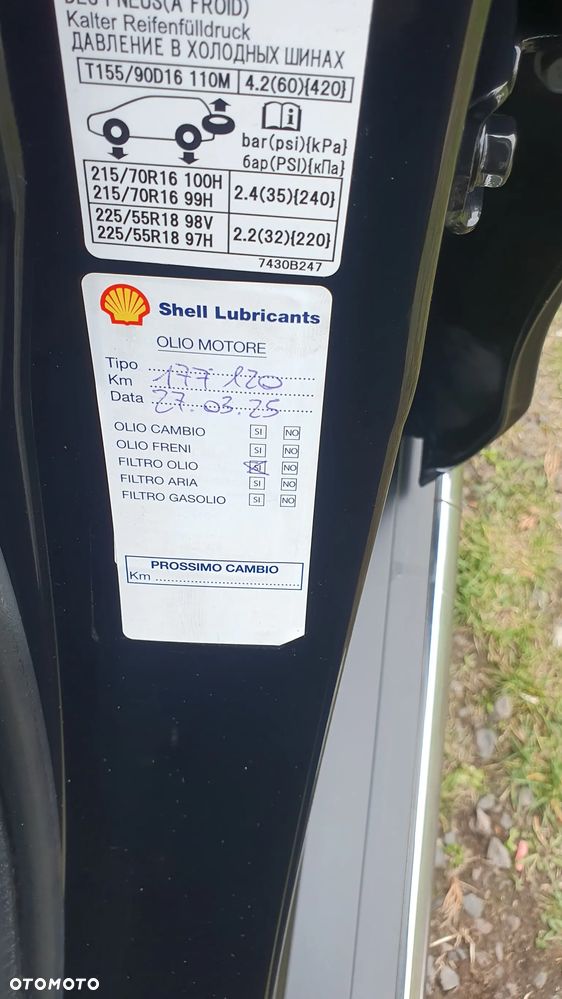 DES PNEUS(A FROID)
Kalter Reifenfülldruck
ДАВЛЕНИЕ В ХОЛОДНЫХ ШИНАХ
T155/90D16 110M 4.2(60){420}
bar(psi){kPa}
бар(PSI){кПа}
215/70R16 100H
215/70R16 99H
2.4(35){240}
225/55R18 98V
225/55R18 97H
2.2(32){220}
7430B247
Shell Lubricants
OLIO MOTORE
Tipo
Km 177 120
Data 27.03.25
OLIO CAMBIO SI NO
OLIO FRENI SI NO
FILTRO OLIO SI NO
FILTRO ARIA SI NO
FILTRO GASOLIO SI NO
PROSSIMO CAMBIO
Km
OTOMOTO